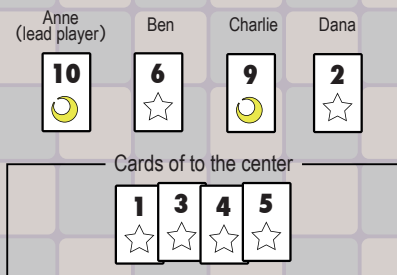 Anne
(lead player)
Ben
Charlie
Dana
10
6
9
2
Cards of to the center
1
3
4
5